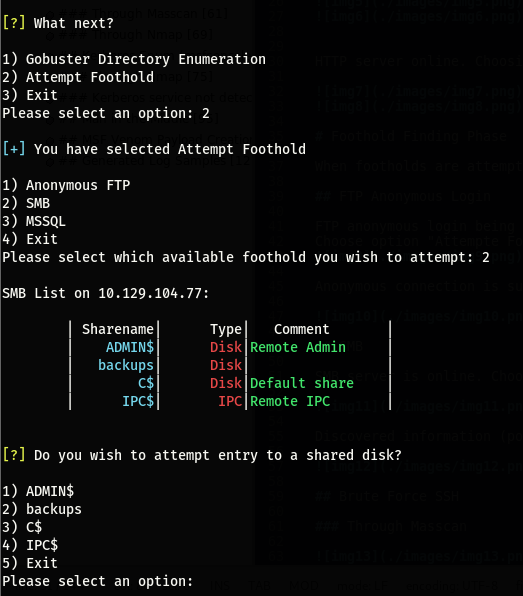 [?] What next?
1) Gobuster Directory Enumeration
2) Attempt Foothold
3) Exit
Please select an option: 2
[+] You have selected Attempt Foothold
1) Anonymous FTP
2) SMB
3) MSSQL
4) Exit
Please select which available foothold you wish to attempt: 2
SMB List on 10.129.104.77:
| Sharename| Type| Comment |
| ADMIN$| Disk|Remote Admin |
| backups| Disk| |
| C$| Disk|Default share |
| IPC$| IPC|Remote IPC |
[?] Do you wish to attempt entry to a shared disk?
1) ADMIN$
2) backups
3) C$
4) IPC$
5) Exit
Please select an option: